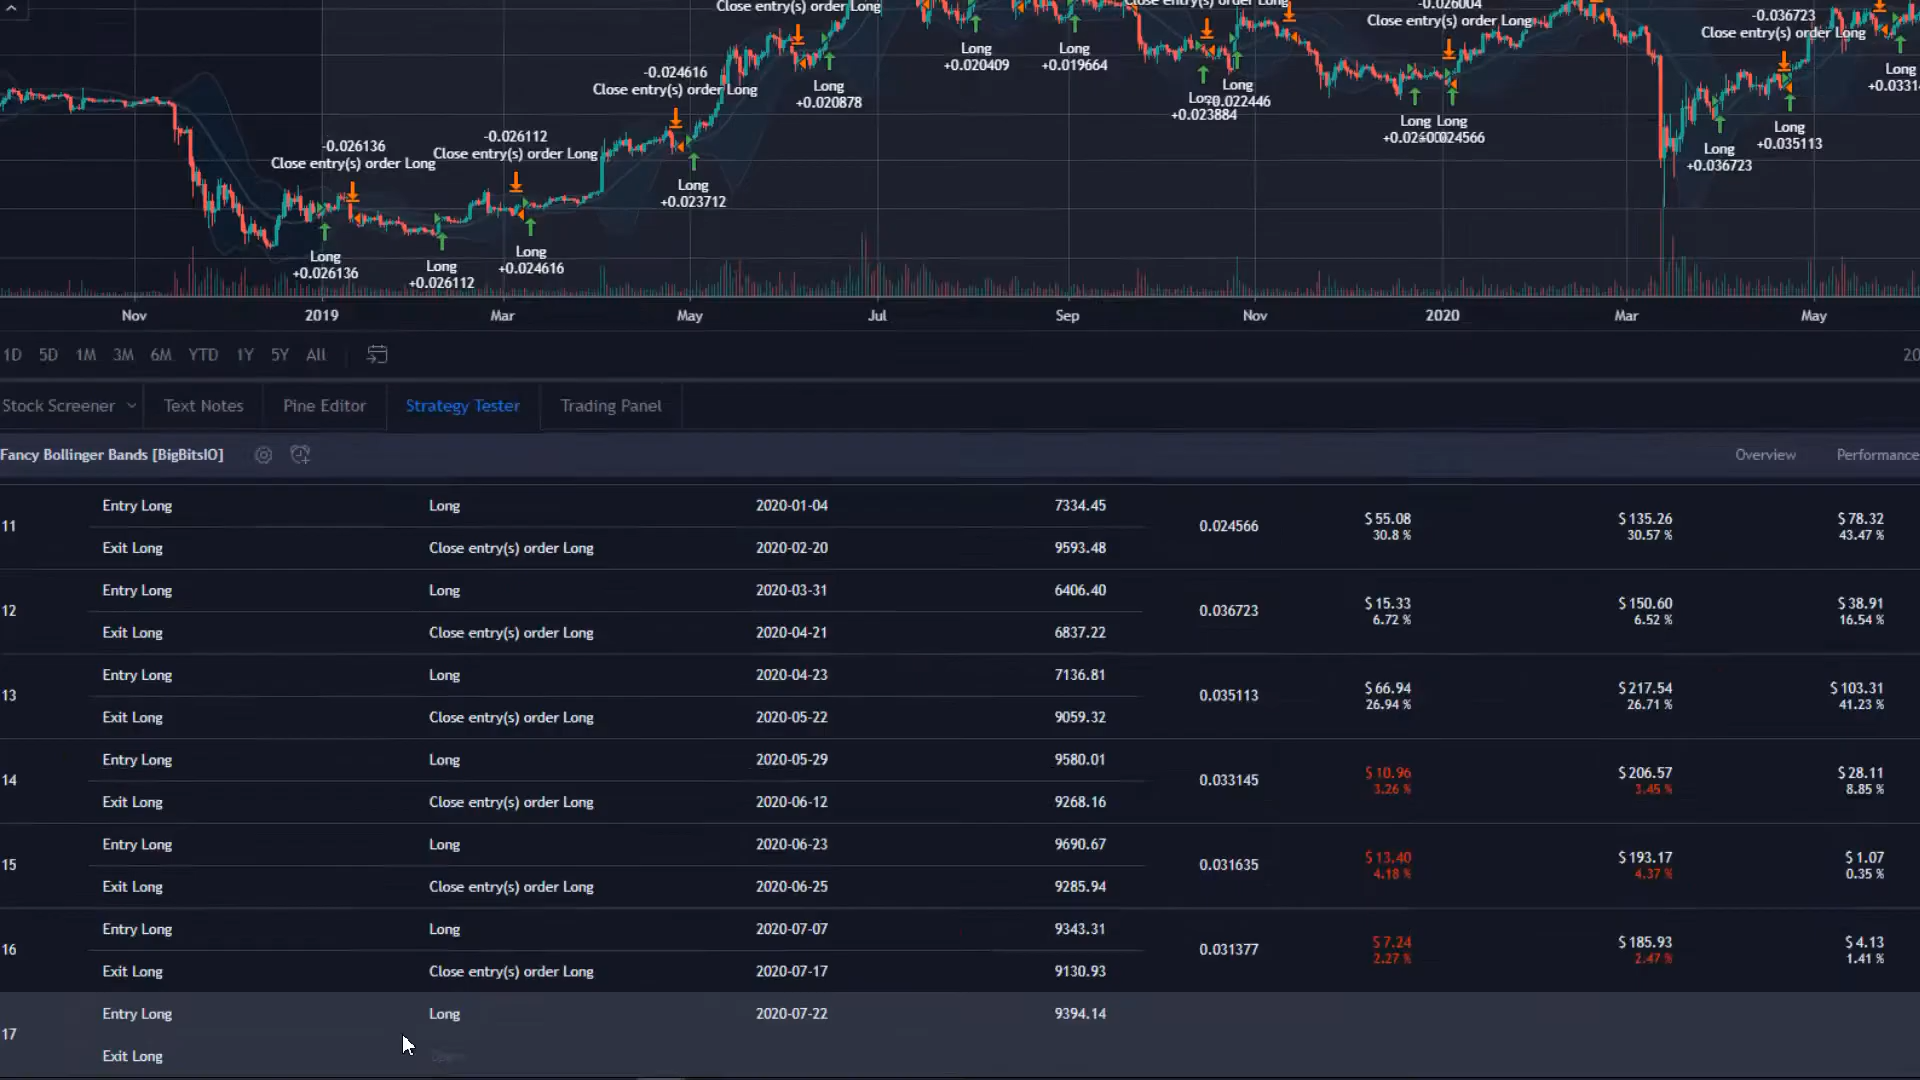 Close entry(s) order Long
-0.026004
Close entry(s) order Long
-0.036723
Close entry(s) order Long
Long
+0.020409
Long
+0.019664
-0.024616
Close entry(s) order Long
Long
+0.020878
Long
+0.022446
+0.023884
Long
+0.0331
-0.026136
Close entry(s) order Long
-0.026112
Close entry(s) order Long
Long Long
+0.024566
Long
+0.035113
Long
+0.036723
Long
+0.023712
Long
+0.026136
Long
+0.026112
Long
+0.024616
Nov 2019 Mar May Jul Sep Nov 2020 Mar May
1D 5D 1M 3M 6M YTD 1Y 5Y All 20
Stock Screener Text Notes Pine Editor Strategy Tester Trading Panel
Fancy Bollinger Bands [BigBitsIO] Overview Performance
11 Entry Long Long 2020-01-04 7334.45 0.024566 $ 55.08 30.8 % $ 135.26 30.57 % $ 78.32 43.47 %
Exit Long Close entry(s) order Long 2020-02-20 9593.48
12 Entry Long Long 2020-03-31 6406.40 0.036723 $ 15.33 6.72 % $ 150.60 6.52 % $ 38.91 16.54 %
Exit Long Close entry(s) order Long 2020-04-21 6837.22
13 Entry Long Long 2020-04-23 7136.81 0.035113 $ 66.94 26.94 % $ 217.54 26.71 % $ 103.31 41.23 %
Exit Long Close entry(s) order Long 2020-05-22 9059.32
14 Entry Long Long 2020-05-29 9580.01 0.033145 $ 10.96 3.26 % $ 206.57 3.45 % $ 28.11 8.85 %
Exit Long Close entry(s) order Long 2020-06-12 9268.16
15 Entry Long Long 2020-06-23 9690.67 0.031635 $ 13.40 4.18 % $ 193.17 4.37 % $ 1.07 0.35 %
Exit Long Close entry(s) order Long 2020-06-25 9285.94
16 Entry Long Long 2020-07-07 9343.31 0.031377 $ 7.24 2.27 % $ 185.93 2.47 % $ 4.13 1.41 %
Exit Long Close entry(s) order Long 2020-07-17 9130.93
17 Entry Long Long 2020-07-22 9394.14
Exit Long